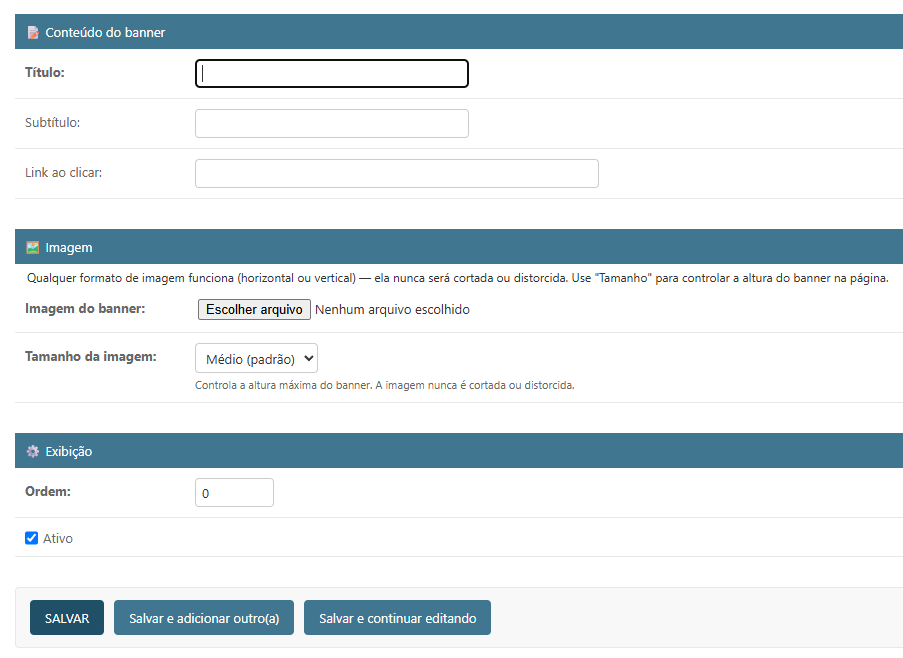 Conteúdo do banner
Título:
Subtítulo:
Link ao clicar:
Imagem
Qualquer formato de imagem funciona (horizontal ou vertical) — ela nunca será cortada ou distorcida. Use "Tamanho" para controlar a altura do banner na página.
Imagem do banner: Escolher arquivo Nenhum arquivo escolhido
Tamanho da imagem: Médio (padrão)
Controla a altura máxima do banner. A imagem nunca é cortada ou distorcida.
Exibição
Ordem: 0
Ativo
SALVAR Salvar e adicionar outro(a) Salvar e continuar editando